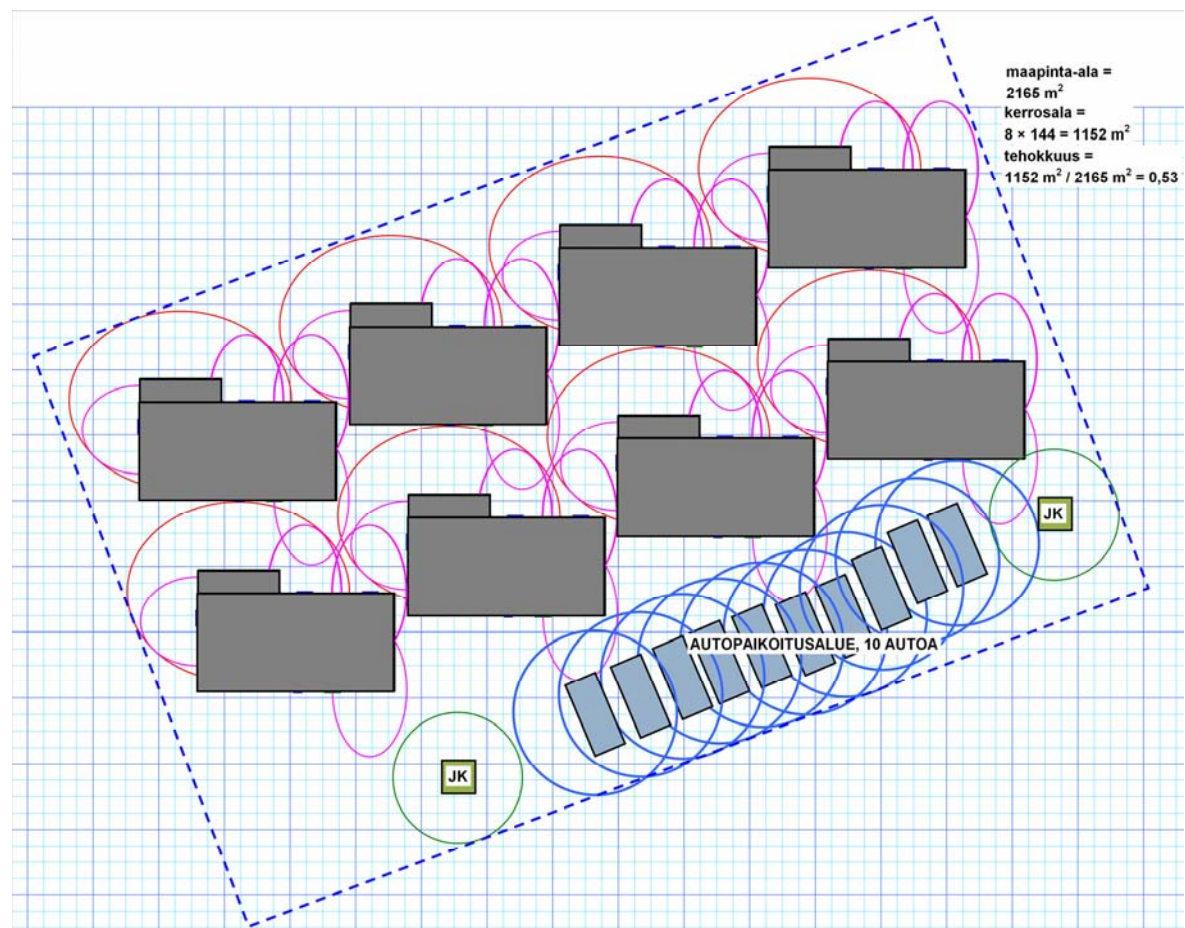 maapinta-ala =
2165 m²
kerrosala =
8 × 144 = 1152 m²
tehokkuus =
1152 m² / 2165 m² = 0,53
JK
AUTOPAIKOITUSALUE, 10 AUTOA
JK